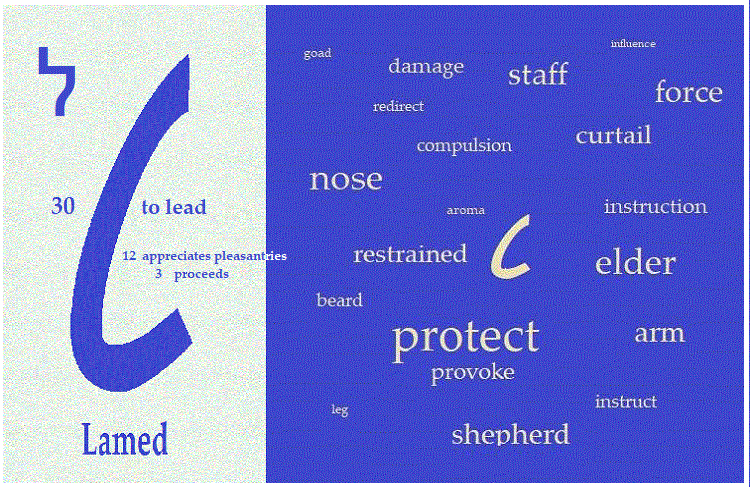 ל
30 to lead
12 appreciates pleasantries
3 proceeds
Lamed
goad
influence
damage
staff
force
redirect
curtail
compulsion
nose
aroma
instruction
restrained
elder
beard
protect
arm
provoke
leg
instruct
shepherd